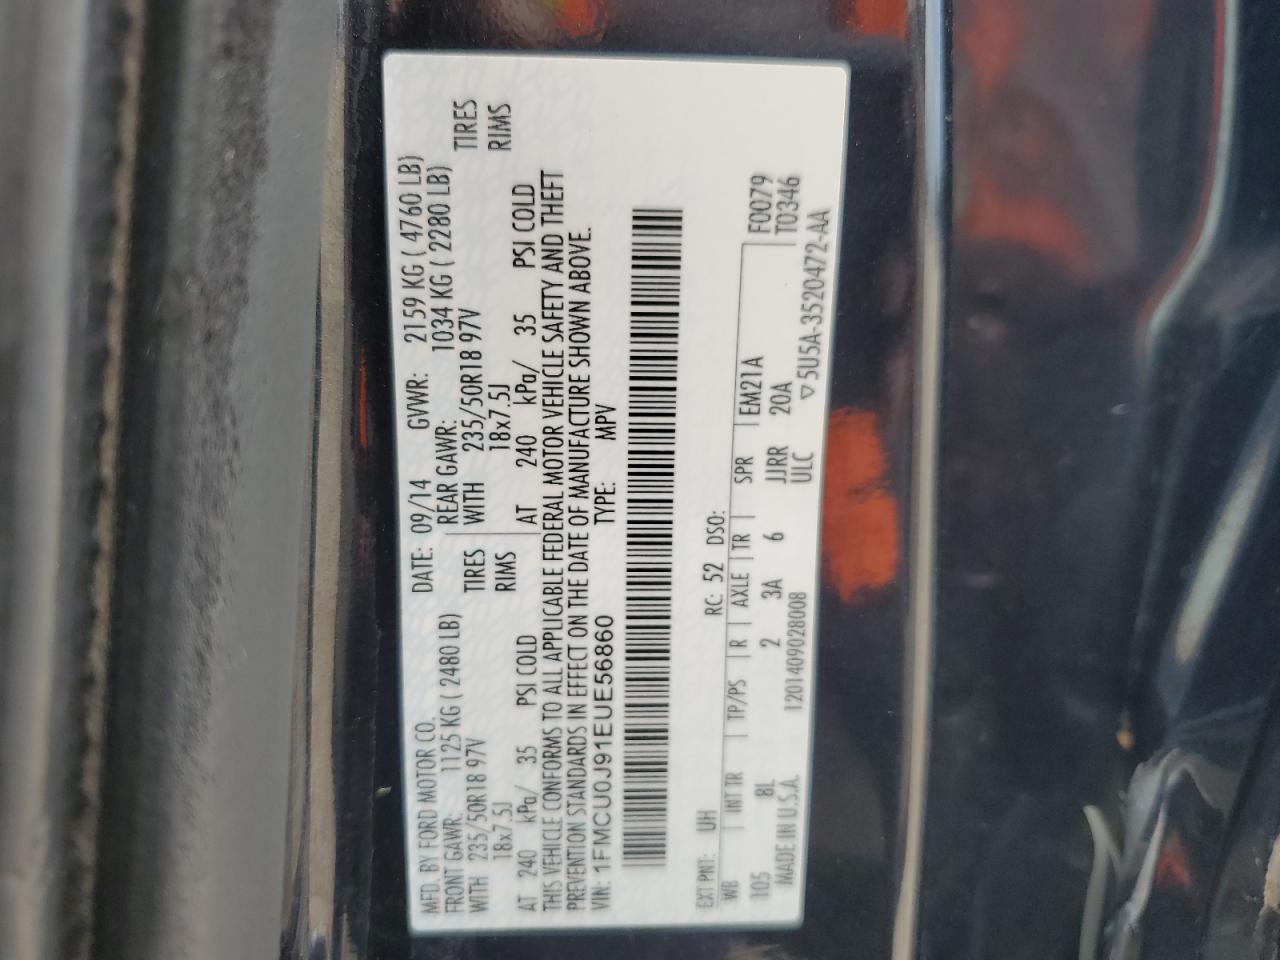 MFD. BY FORD MOTOR CO. DATE: 09/14 GVWR: 2159 KG ( 4760 LB)
FRONT GAWR: 1125 KG ( 2480 LB) REAR GAWR: 1034 KG ( 2280 LB)
WITH 235/50R18 97V TIRES WITH 235/50R18 97V TIRES
18x7.5J RIMS 18x7.5J RIMS
AT 240 kPa/ 35 PSI COLD AT 240 kPa/ 35 PSI COLD
THIS VEHICLE CONFORMS TO ALL APPLICABLE FEDERAL MOTOR VEHICLE SAFETY AND THEFT
PREVENTION STANDARDS IN EFFECT ON THE DATE OF MANUFACTURE SHOWN ABOVE.
VIN: 1FMCU0J91EUE56860 TYPE: MPV
EXT PNT: UH RC: 52 DSO:
WB INT TR TP/PS R AXLE TR SPR EM21A F0079
105 8L 2 3A 6 JJRR 20A T0346
MADE IN U.S.A. 1201409028008 ULC ▽5U5A-3520472-AA